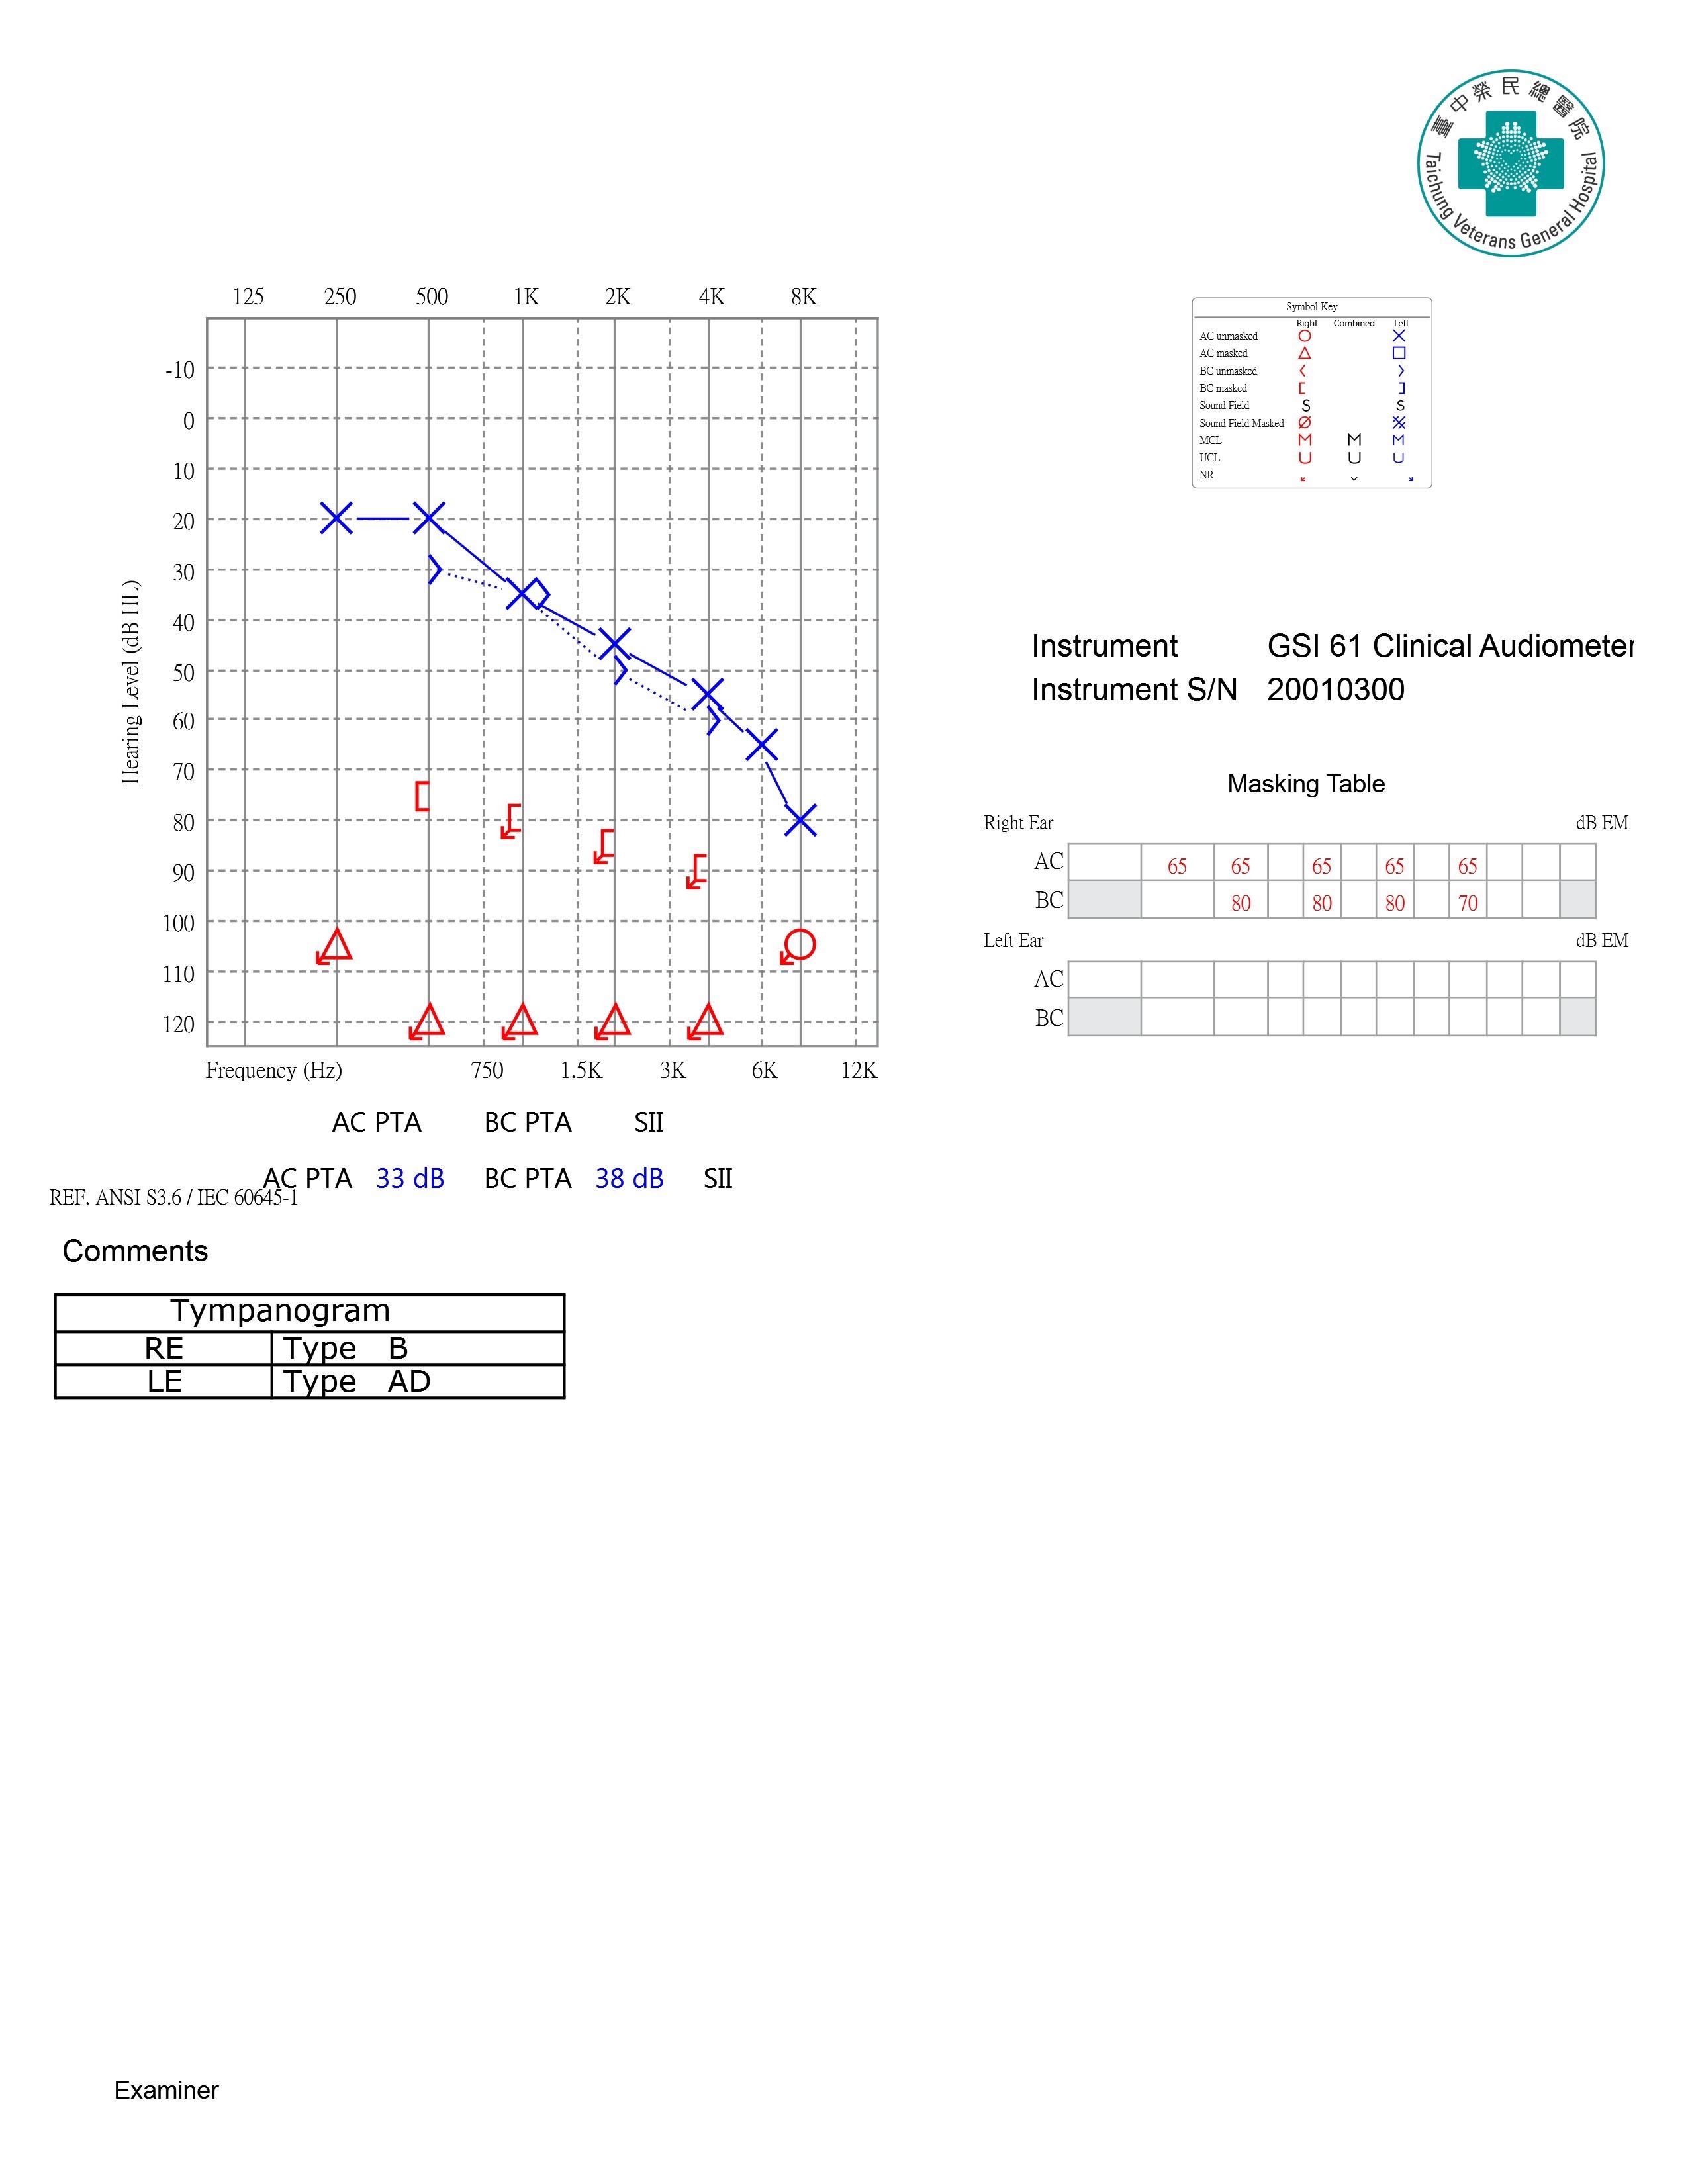 臺中榮民總醫院
Taichung Veterans General Hospital
125 250 500 1K 2K 4K 8K
-10
0
10
20
30
40
50
60
70
80
90
100
110
120
Hearing Level (dB HL)
Frequency (Hz) 750 1.5K 3K 6K 12K
Symbol Key
Right Combined Left
AC unmasked
AC masked
BC unmasked
BC masked
Sound Field S S
Sound Field Masked
MCL M M M
UCL U U U
NR
Instrument GSI 61 Clinical Audiometer
Instrument S/N 20010300
Masking Table
Right Ear dB EM
AC 65 65 65 65 65
BC 80 80 80 70
Left Ear dB EM
AC
BC
AC PTA BC PTA SII
AC PTA 33 dB BC PTA 38 dB SII
REF. ANSI S3.6 / IEC 60645-1
Comments
Tympanogram
RE Type B
LE Type AD
Examiner